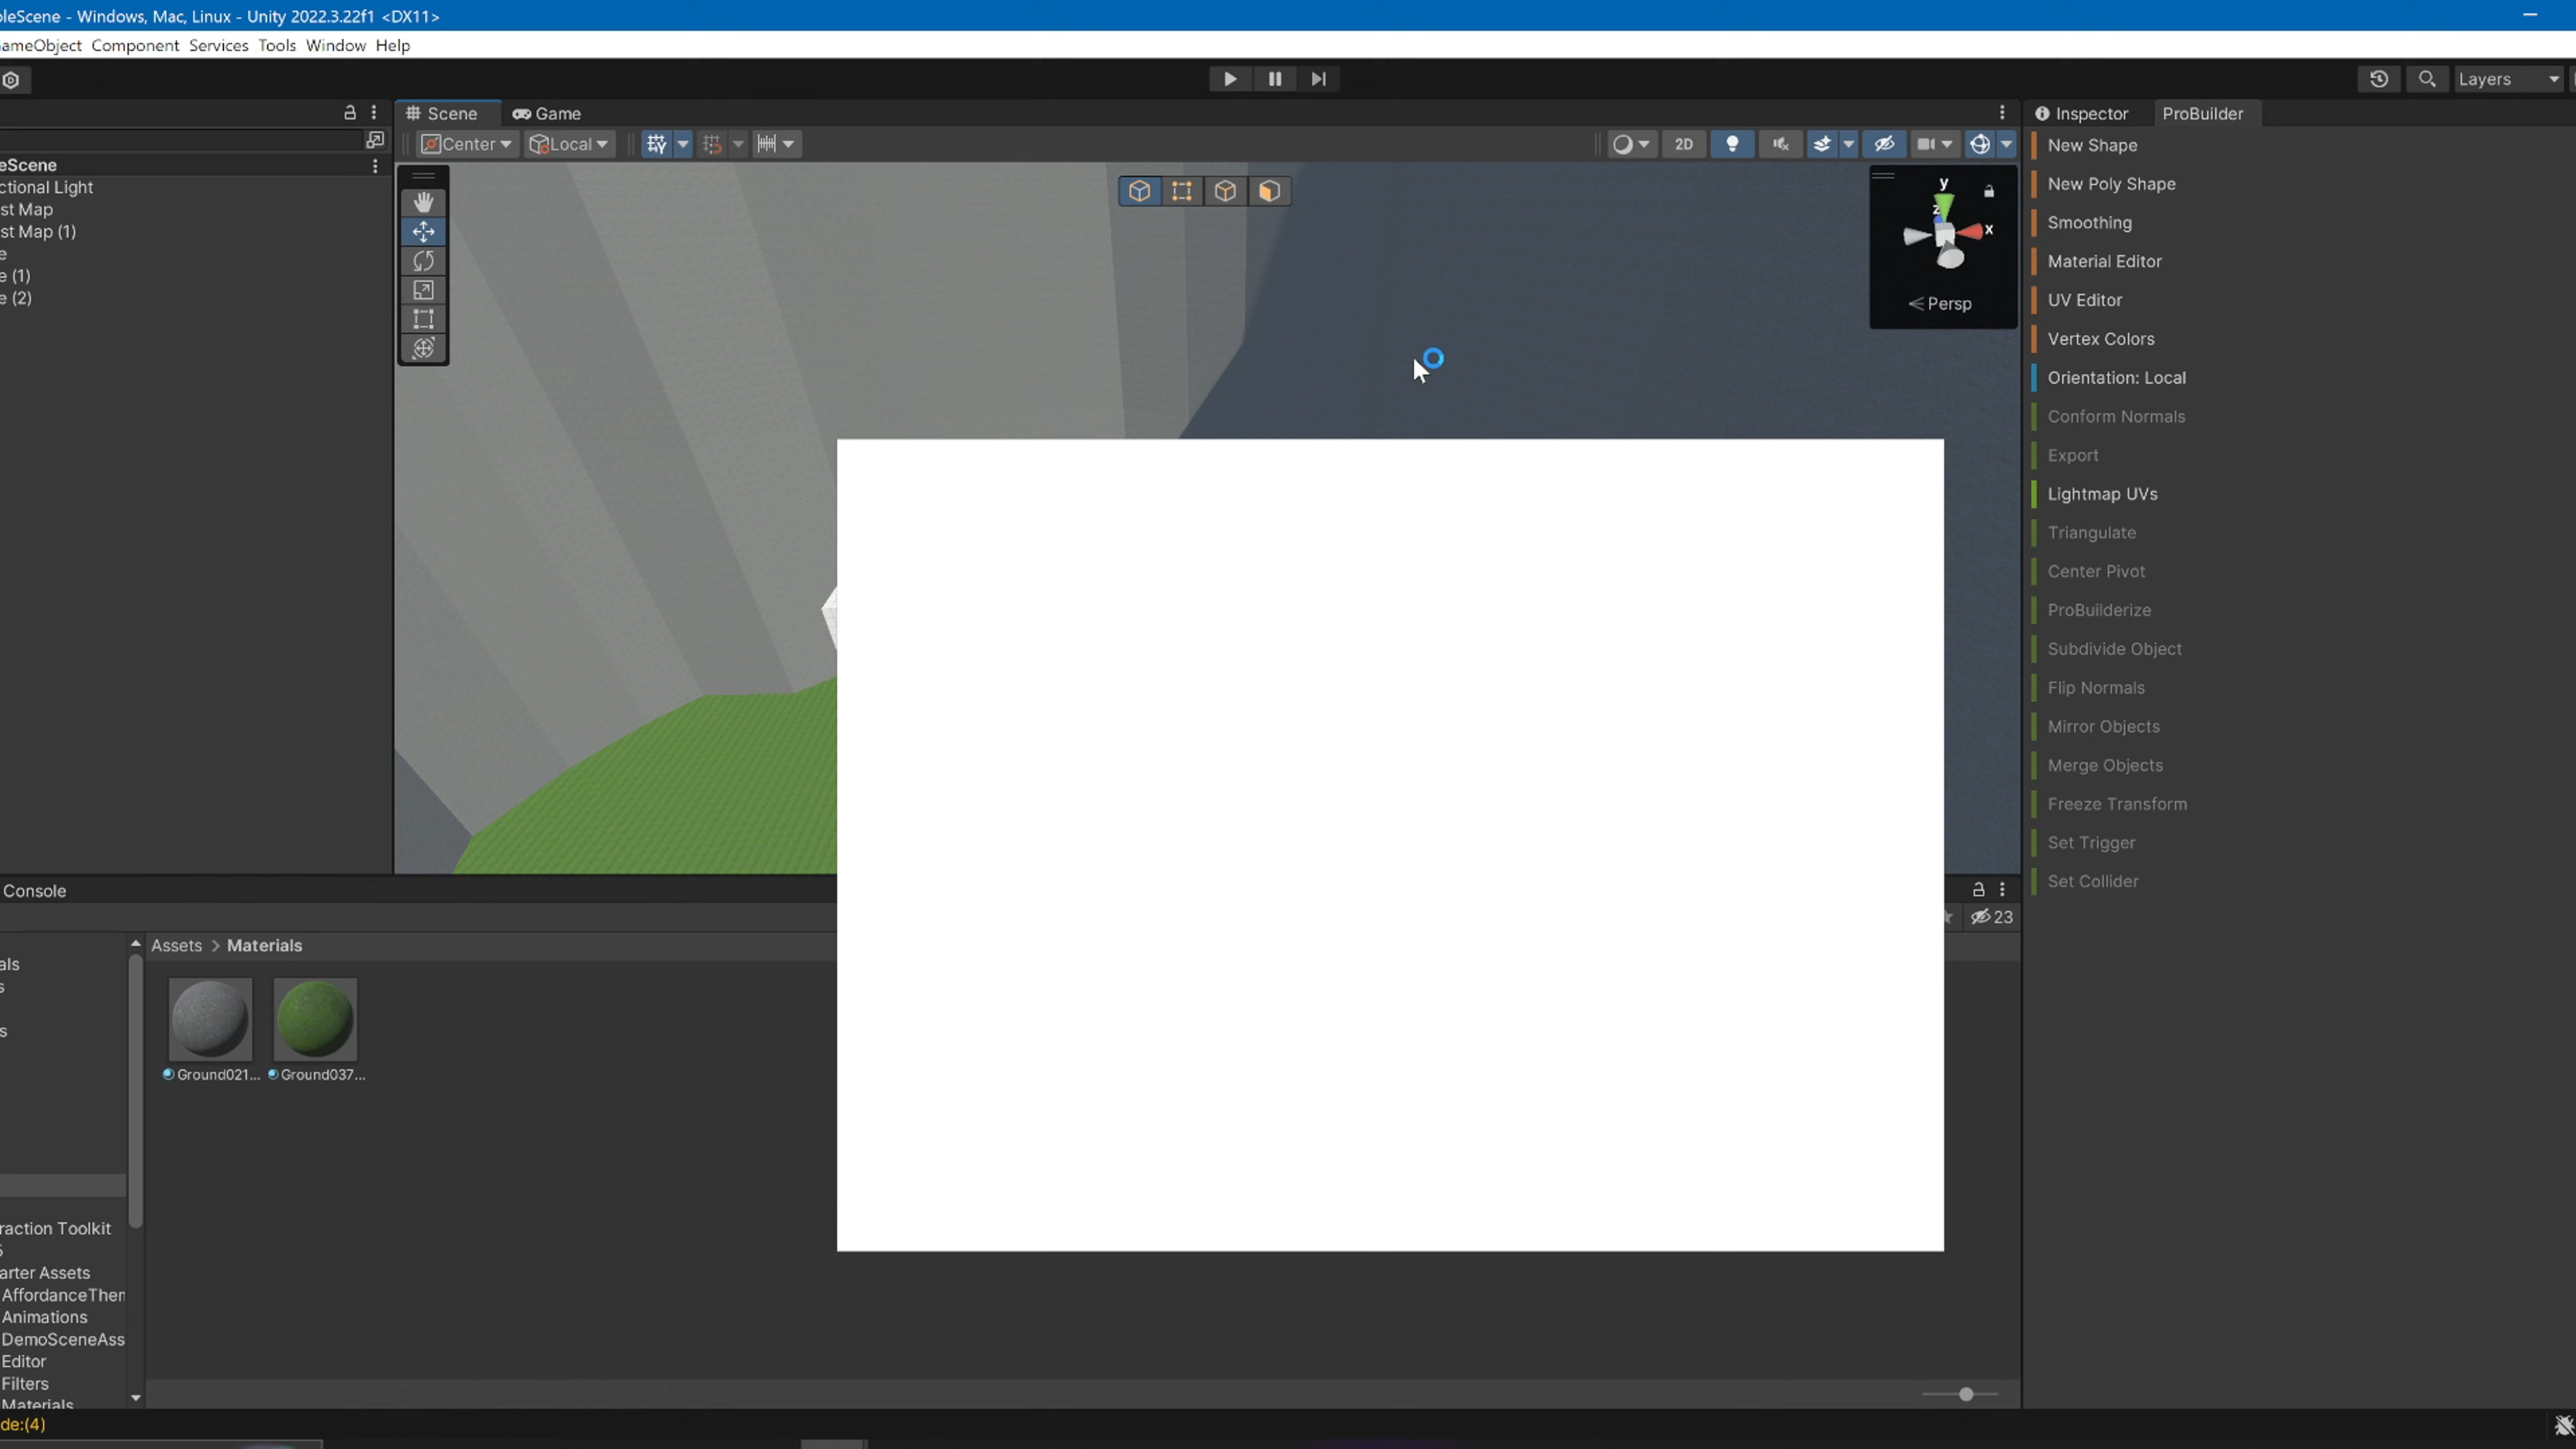 oleScene - Windows, Mac, Linux - Unity 2022.3.22f1 <DX11>
GameObject Component Services Tools Window Help
Layers
Scene
Game
Inspector
ProBuilder
Center
Local
2D
eScene
ctional Light
st Map
st Map (1)
e
e (1)
e (2)
y
z
x
Persp
New Shape
New Poly Shape
Smoothing
Material Editor
UV Editor
Vertex Colors
Orientation: Local
Conform Normals
Export
Lightmap UVs
Triangulate
Center Pivot
ProBuilderize
Subdivide Object
Flip Normals
Mirror Objects
Merge Objects
Freeze Transform
Set Trigger
Set Collider
Console
23
Assets > Materials
als
s
s
Ground021...
Ground037...
raction Toolkit
arter Assets
AffordanceThen
Animations
DemoSceneAss
Editor
Filters
Materials
de:(4)